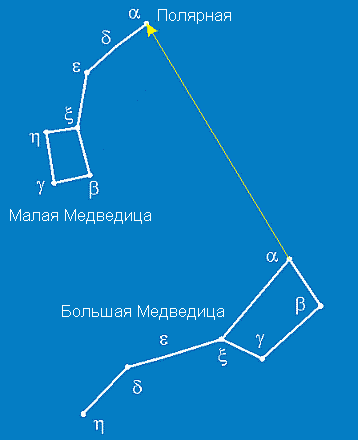 α Полярная
δ
ε
ξ
η
γ β
Малая Медведица
α
β
Большая Медведица
ε ξ γ
δ
η